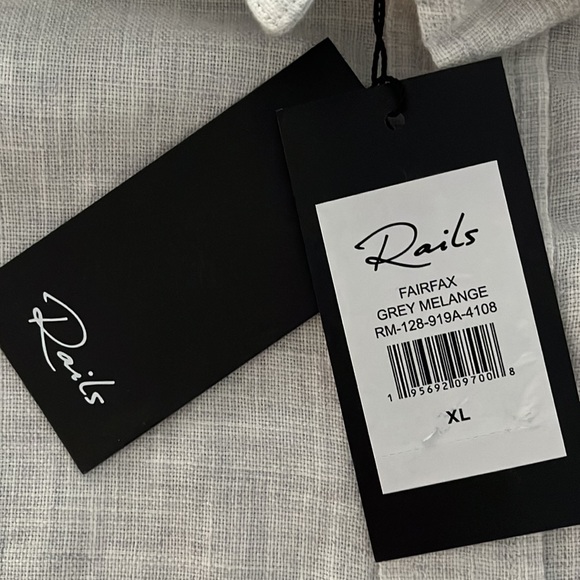 Rails
Rails
FAIRFAX
GREY MELANGE
RM-128-919A-4108
1 95692 09700 8
XL